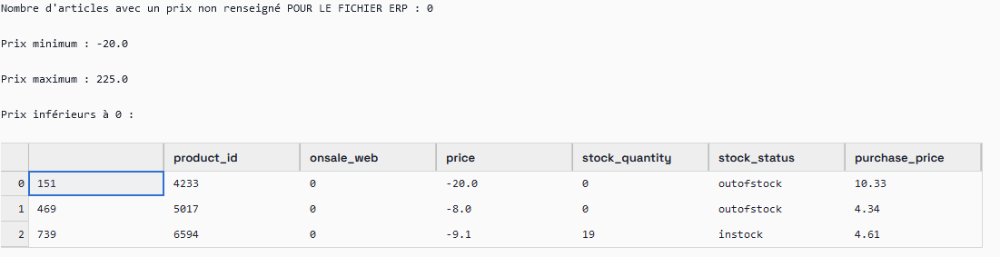 Nombre d'articles avec un prix non renseigné POUR LE FICHIER ERP : 0
Prix minimum : -20.0
Prix maximum : 225.0
Prix inférieurs à 0 :
product_id onsale_web price stock_quantity stock_status purchase_price
0 151 4233 0 -20.0 0 outofstock 10.33
1 469 5017 0 -8.0 0 outofstock 4.34
2 739 6594 0 -9.1 19 instock 4.61